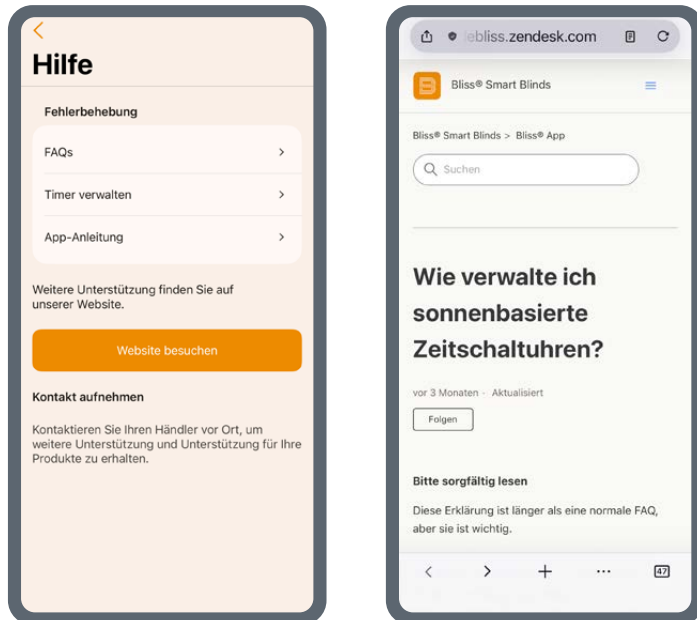 Hilfe
Fehlerbehebung
FAQs
Timer verwalten
App-Anleitung
Weitere Unterstützung finden Sie auf
unserer Website.
Website besuchen
Kontakt aufnehmen
Kontaktieren Sie Ihren Händler vor Ort, um
weitere Unterstützung und Unterstützung für Ihre
Produkte zu erhalten.
ebliss.zendesk.com
Bliss® Smart Blinds
Bliss® Smart Blinds > Bliss® App
Suchen
Wie verwalte ich
sonnenbasierte
Zeitschaltuhren?
vor 3 Monaten · Aktualisiert
Folgen
Bitte sorgfältig lesen
Diese Erklärung ist länger als eine normale FAQ,
aber sie ist wichtig.
47